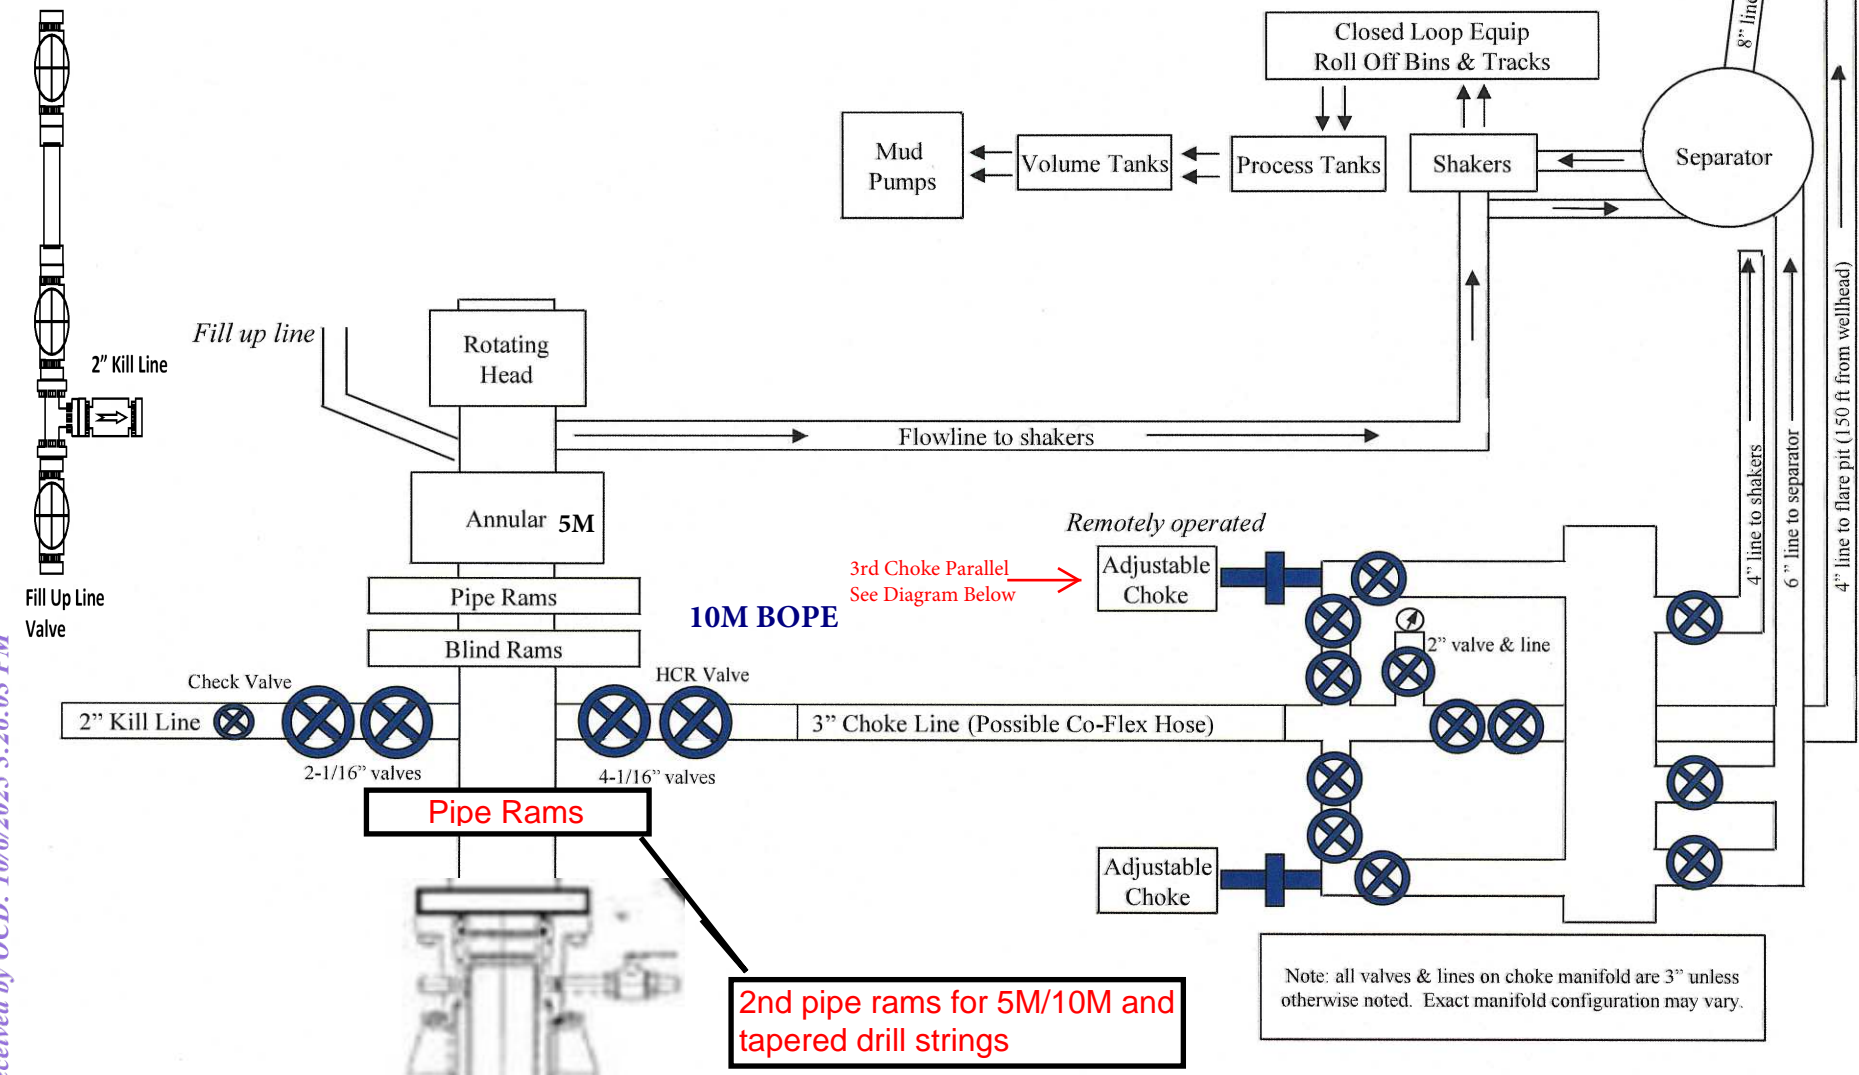 Closed Loop Equip
Roll Off Bins & Tracks
8” line
Mud
Pumps
Volume Tanks
Process Tanks
Shakers
Separator
Fill up line
Rotating
Head
2” Kill Line
Flowline to shakers
Annular 5M
Remotely operated
3rd Choke Parallel
See Diagram Below
Adjustable
Choke
Pipe Rams
10M BOPE
Blind Rams
2” valve & line
4” line to shakers
6 ” line to separator
4” line to flare pit (150 ft from wellhead)
Fill Up Line
Valve
Check Valve
HCR Valve
2” Kill Line
3” Choke Line (Possible Co-Flex Hose)
2-1/16” valves
4-1/16” valves
Pipe Rams
Adjustable
Choke
2nd pipe rams for 5M/10M and
tapered drill strings
Note: all valves & lines on choke manifold are 3” unless
otherwise noted. Exact manifold configuration may vary.
by OCD: